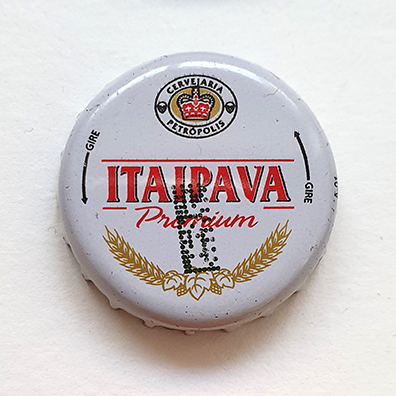 CERVEJARIA
PETRÓPOLIS
GIRE
GIRE
ITAIPAVA
Premium